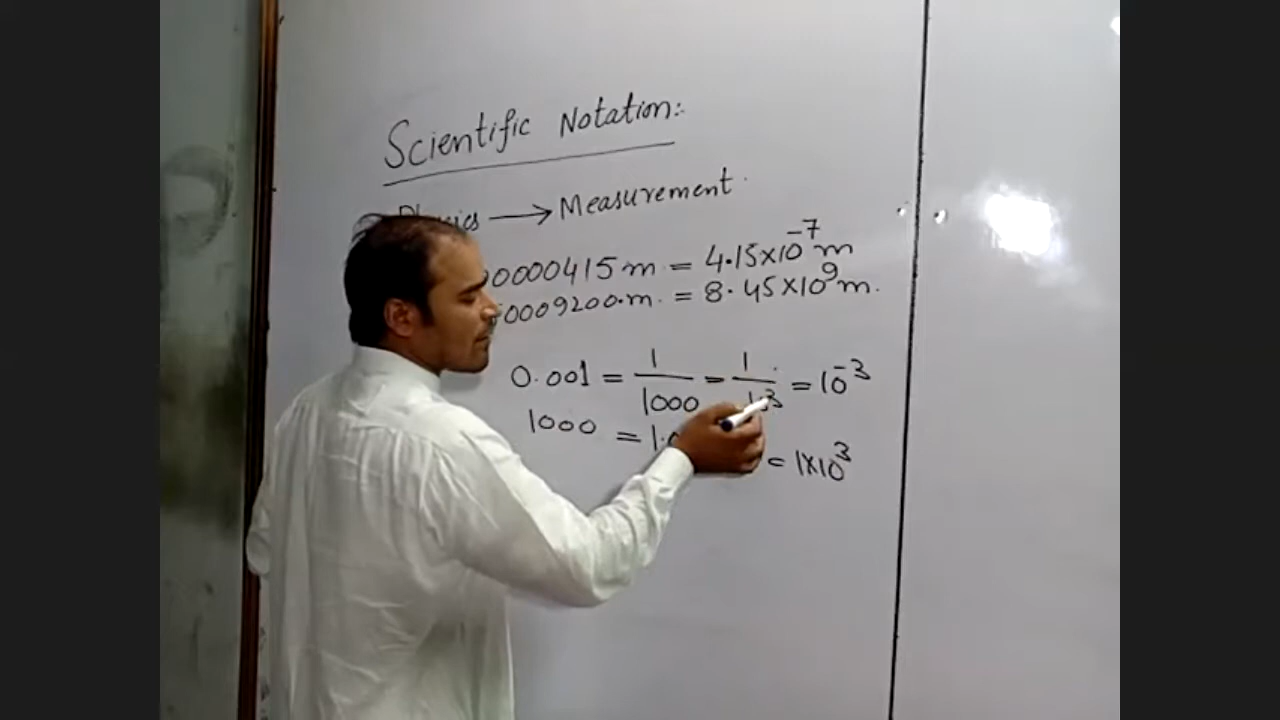 Scientific Notation:
→ Measurement
0000415 m = 4.15×10⁻⁷ m
0009200.m. = 8.45×10⁹ m.
0.001 = 1/1000 = 1/10³ = 10⁻³
1000 = 1. = 1×10³